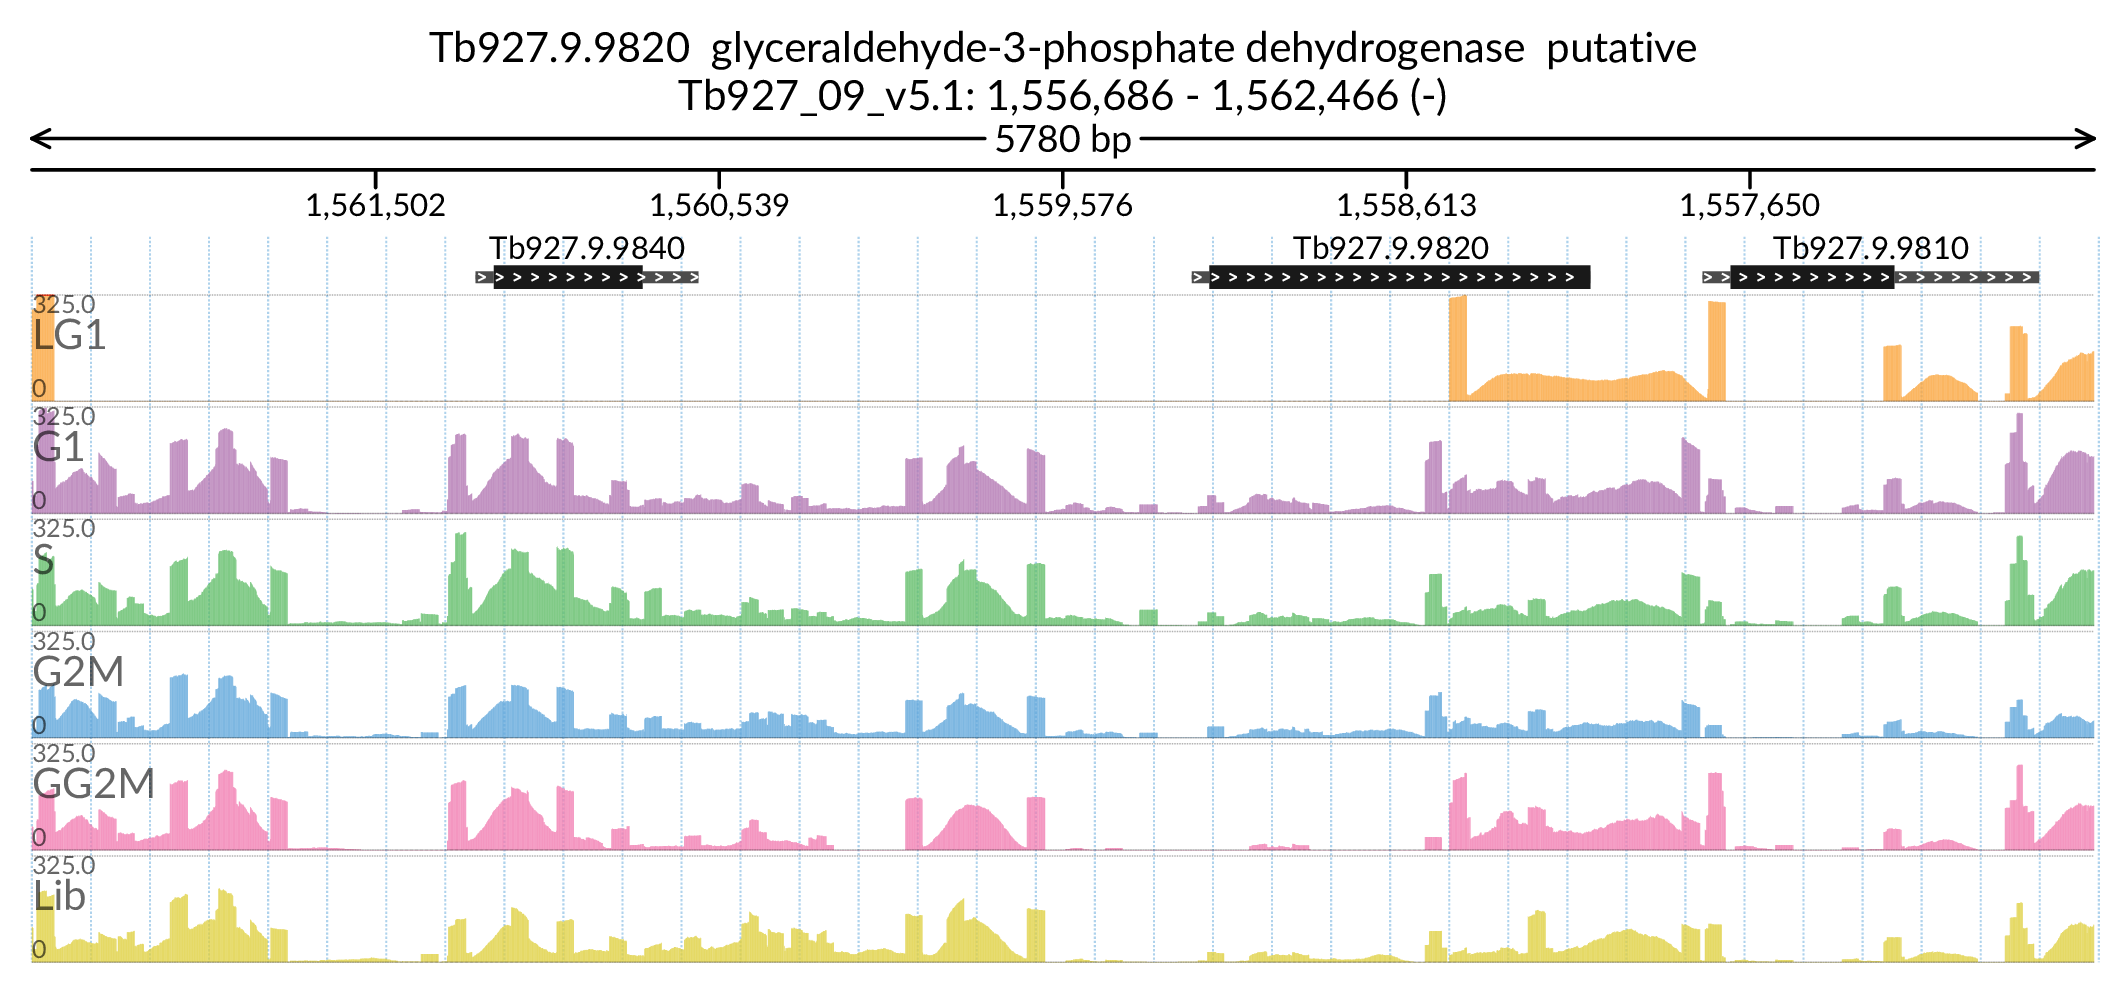 Tb927.9.9820 glyceraldehyde-3-phosphate dehydrogenase putative
Tb927_09_v5.1: 1,556,686 - 1,562,466 (-)
5780 bp
1,561,502 1,560,539 1,559,576 1,558,613 1,557,650
Tb927.9.9840 Tb927.9.9820 Tb927.9.9810
325.0
LG1
0
325.0
G1
0
325.0
S
0
325.0
G2M
0
325.0
GG2M
0
325.0
Lib
0